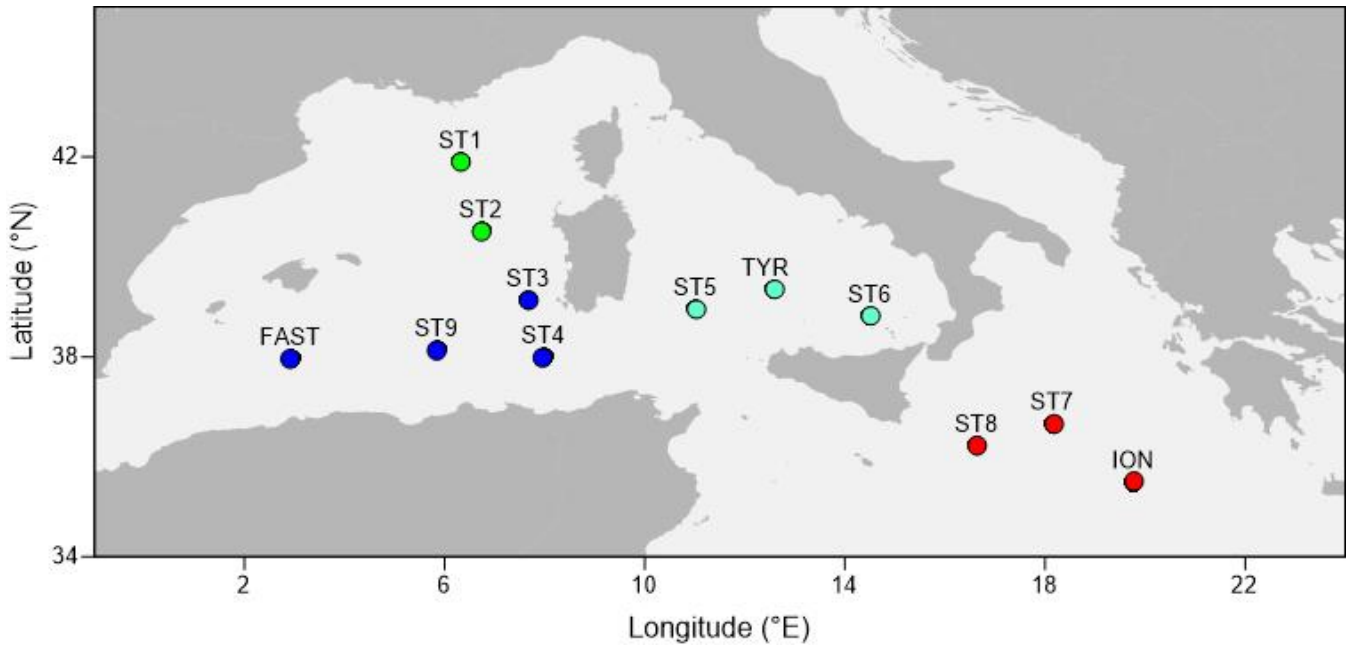 ST1
42
ST2
ST3
TYR
ST5
ST6
FAST
ST9
ST4
38
ST7
ST8
ION
34
2 6 10 14 18 22
Latitude (°N)
Longitude (°E)